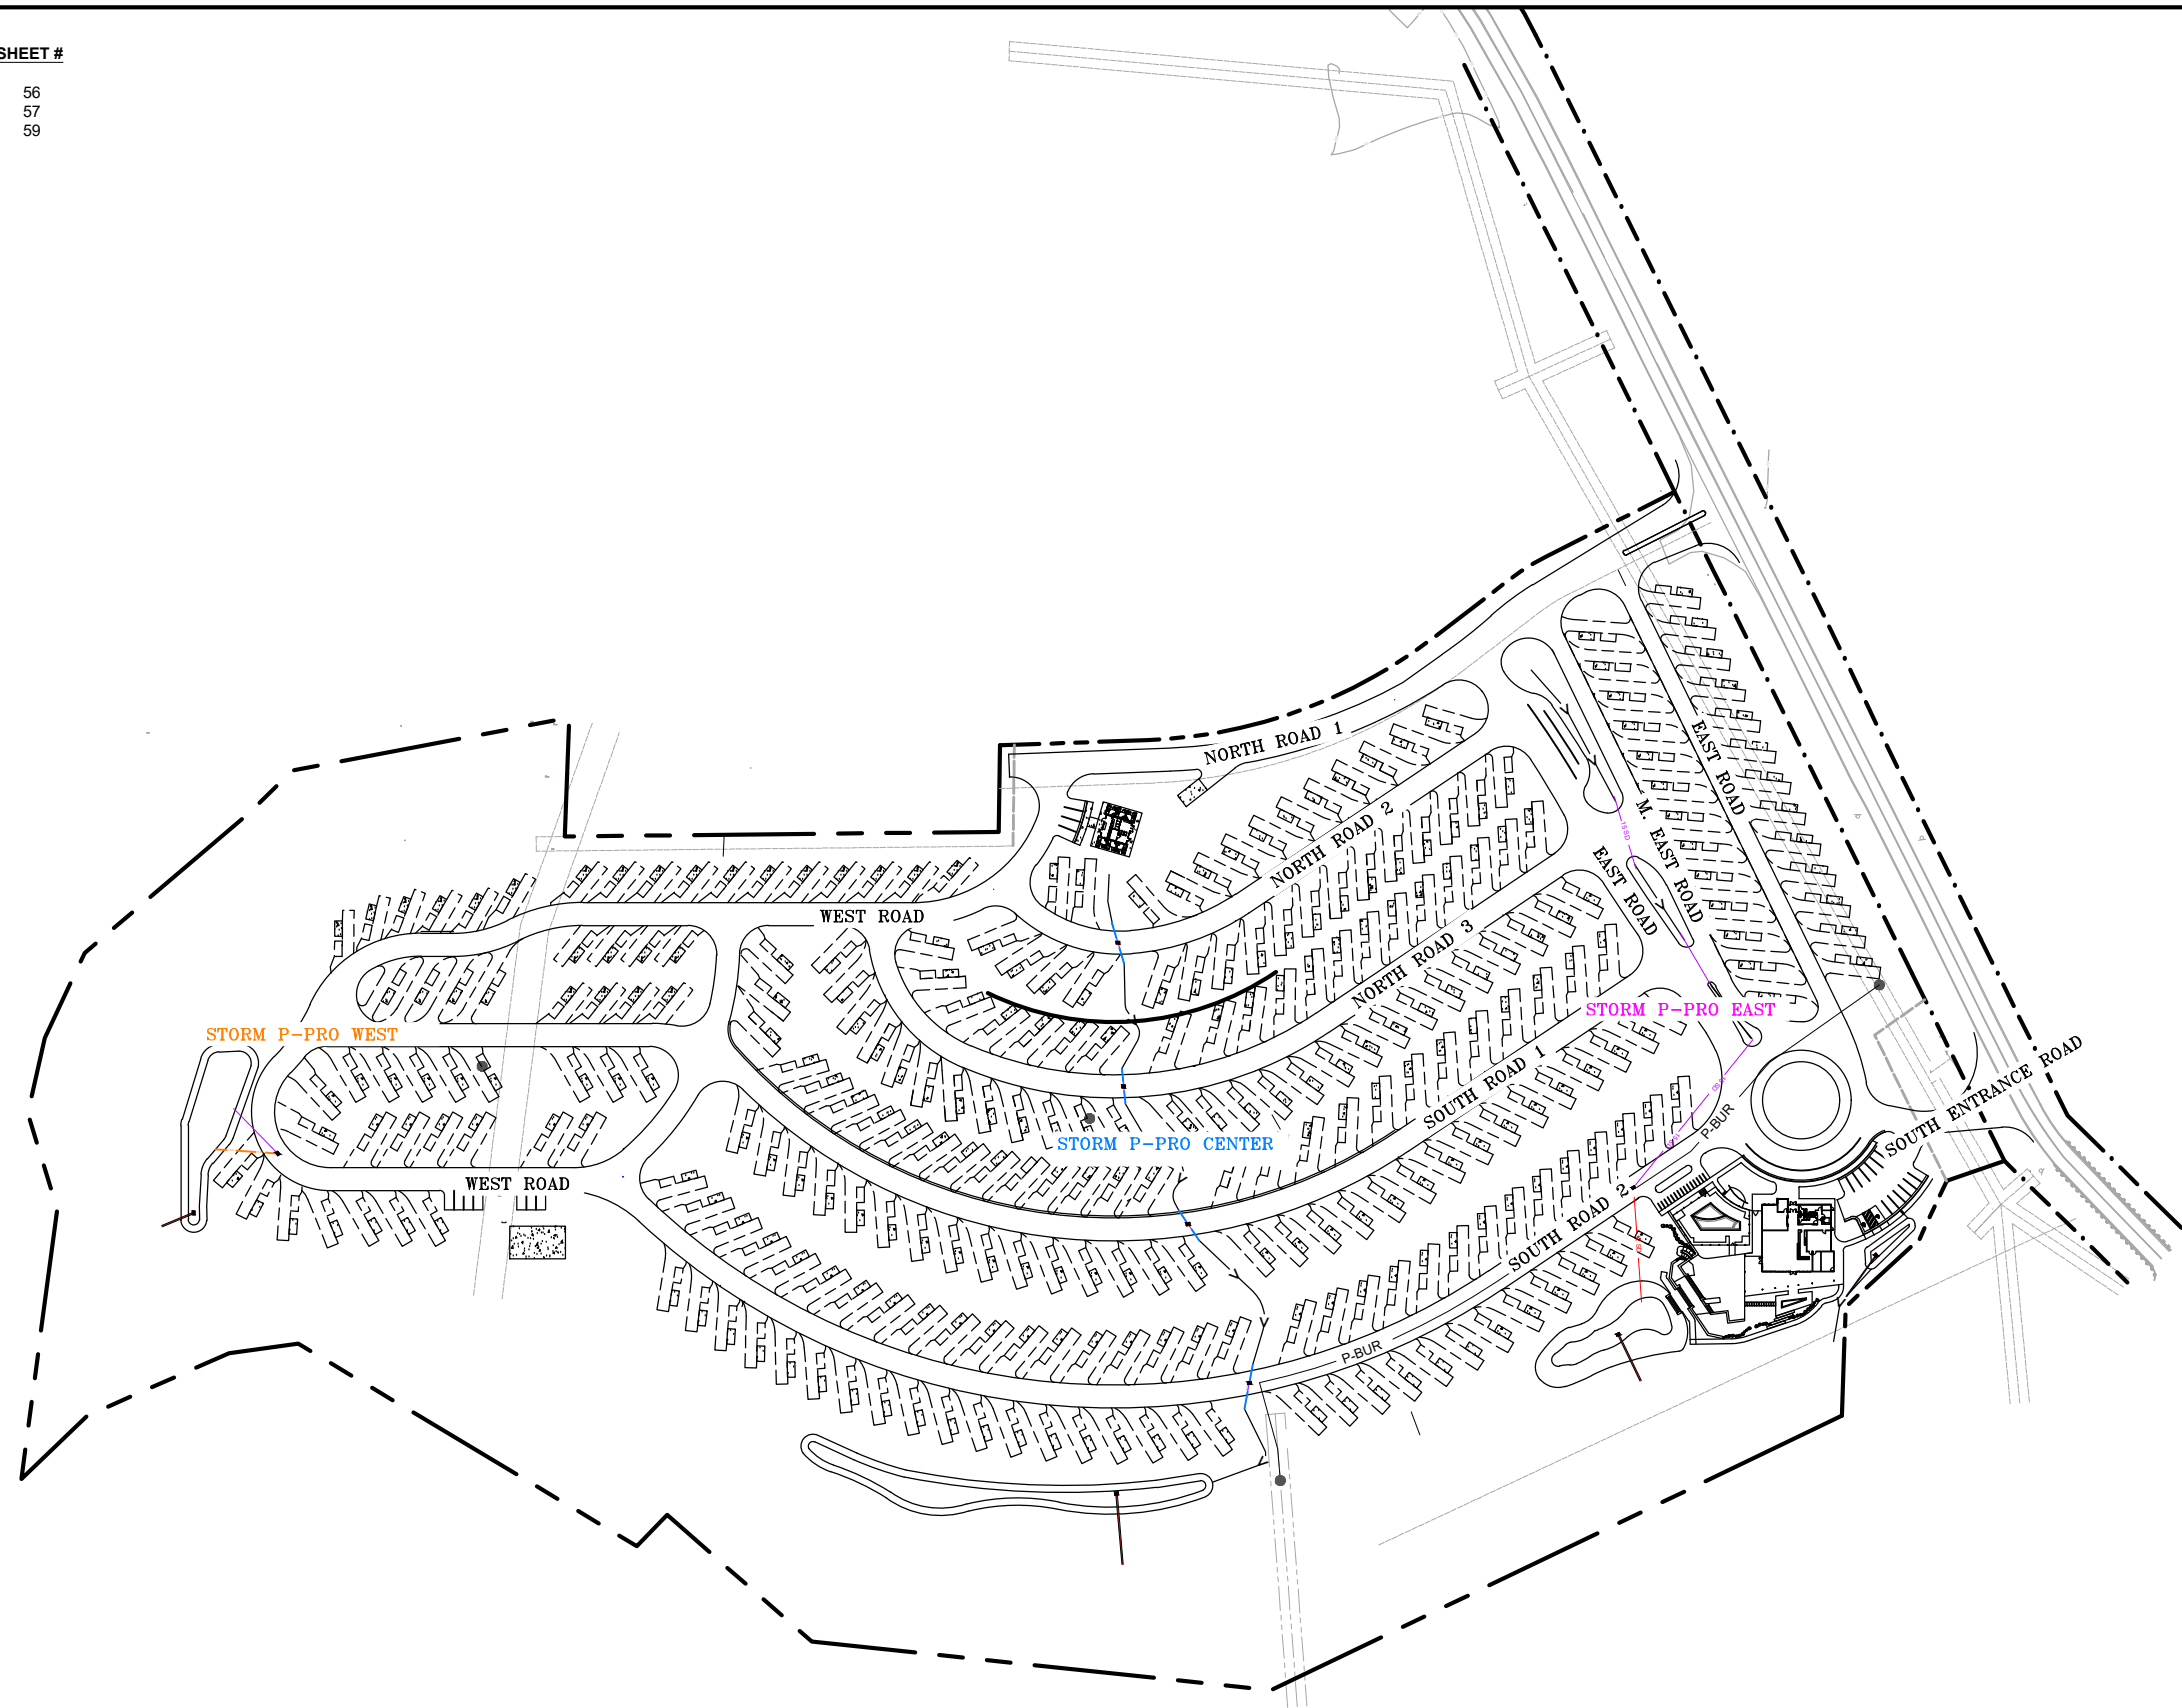 SHEET #
56
57
59
NORTH ROAD 1
EAST ROAD
NORTH ROAD 2
M. EAST ROAD
15 SD
EAST ROAD
WEST ROAD
NORTH ROAD 3
STORM P-PRO WEST
STORM P-PRO EAST
SOUTH ROAD 1
SOUTH ENTRANCE ROAD
P-BUR
STORM P-PRO CENTER
WEST ROAD
SOUTH ROAD 2
P-BUR